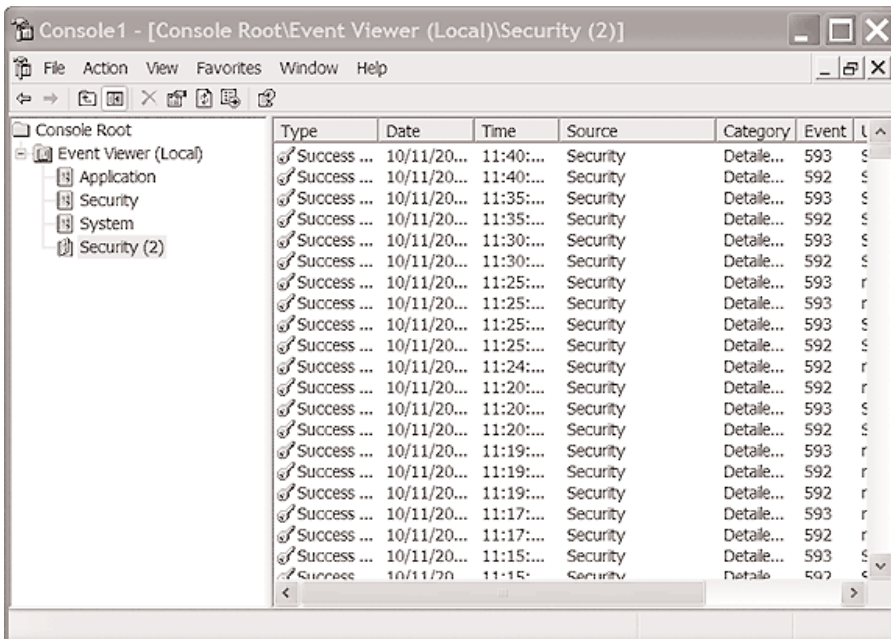 Console1 - [Console Root\Event Viewer (Local)\Security (2)]
File Action View Favorites Window Help
Console Root
Event Viewer (Local)
Application
Security
System
Security (2)
Type Date Time Source Category Event
Success ... 10/11/20... 11:40:... Security Detaile... 593 S
Success ... 10/11/20... 11:40:... Security Detaile... 592 S
Success ... 10/11/20... 11:35:... Security Detaile... 593 S
Success ... 10/11/20... 11:35:... Security Detaile... 592 S
Success ... 10/11/20... 11:30:... Security Detaile... 593 S
Success ... 10/11/20... 11:30:... Security Detaile... 592 S
Success ... 10/11/20... 11:25:... Security Detaile... 593 r
Success ... 10/11/20... 11:25:... Security Detaile... 593 r
Success ... 10/11/20... 11:25:... Security Detaile... 593 S
Success ... 10/11/20... 11:25:... Security Detaile... 592 S
Success ... 10/11/20... 11:24:... Security Detaile... 592 r
Success ... 10/11/20... 11:20:... Security Detaile... 592 r
Success ... 10/11/20... 11:20:... Security Detaile... 593 S
Success ... 10/11/20... 11:20:... Security Detaile... 592 S
Success ... 10/11/20... 11:19:... Security Detaile... 593 r
Success ... 10/11/20... 11:19:... Security Detaile... 592 r
Success ... 10/11/20... 11:19:... Security Detaile... 592 r
Success ... 10/11/20... 11:17:... Security Detaile... 593 r
Success ... 10/11/20... 11:17:... Security Detaile... 592 r
Success ... 10/11/20... 11:15:... Security Detaile... 593 S
Success 10/11/20 11:15: Security Detaile 592 S